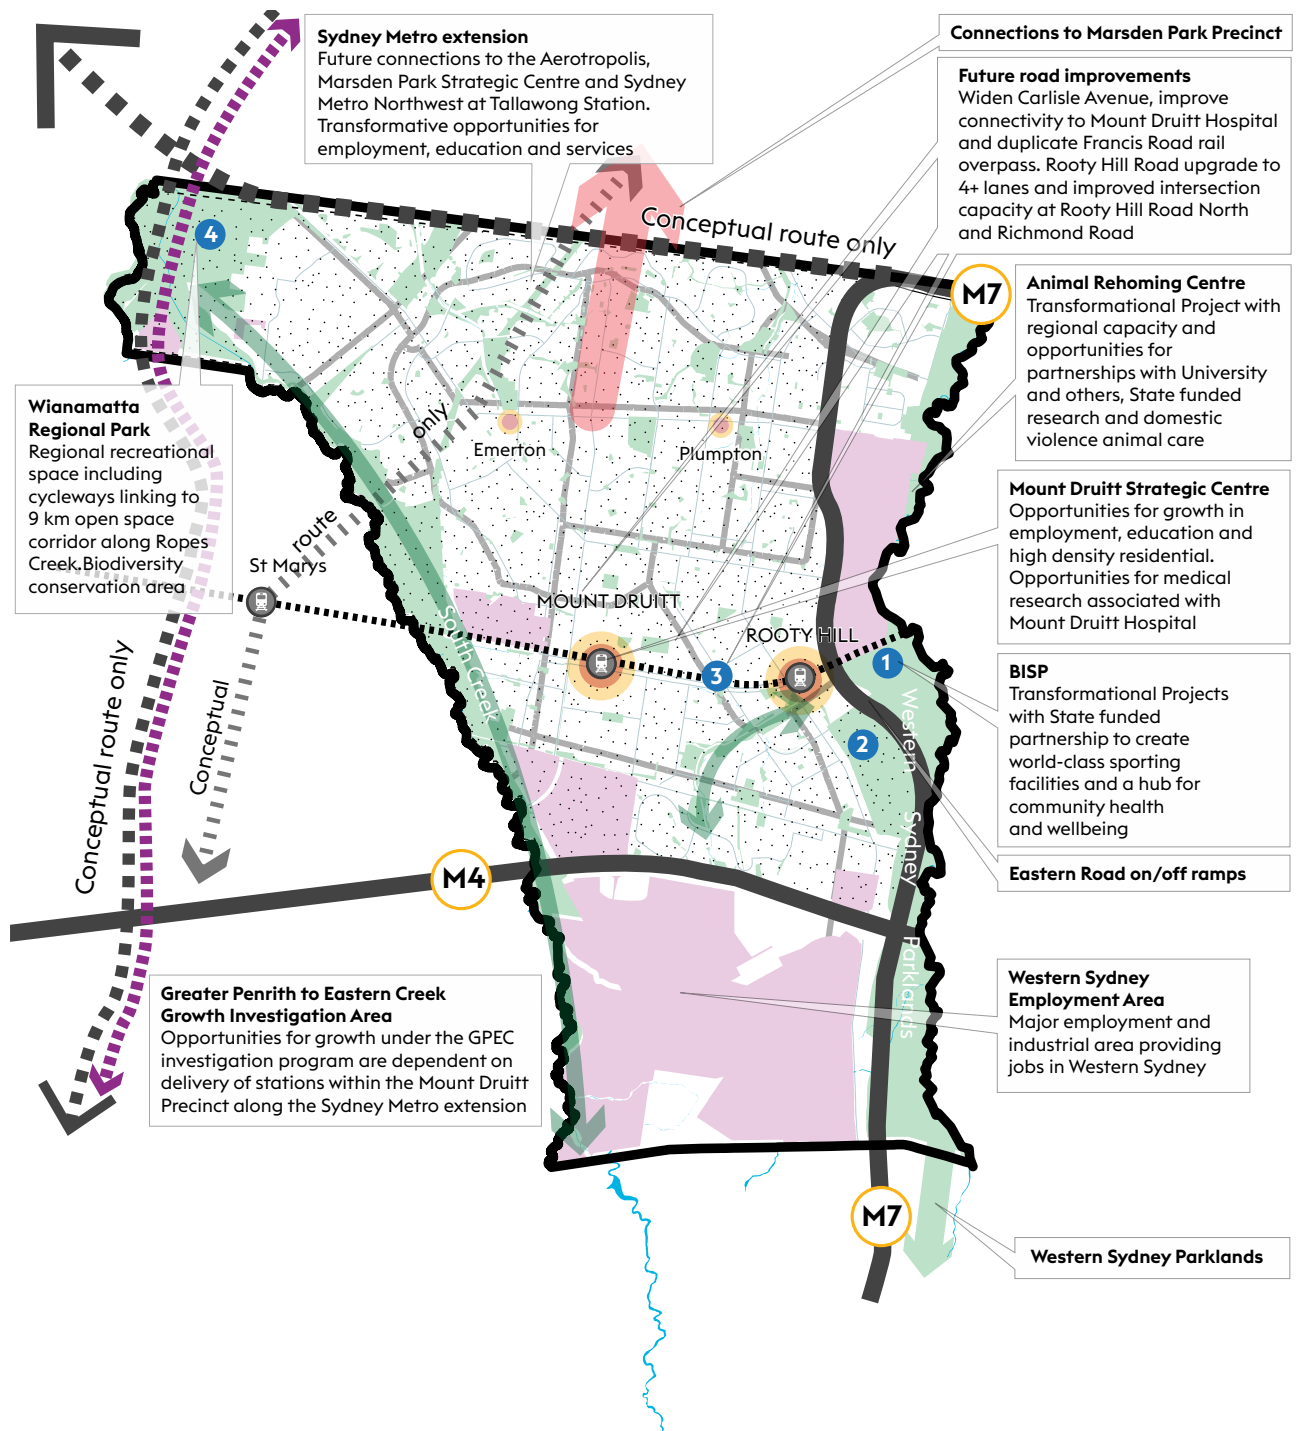 Sydney Metro extension
Future connections to the Aerotropolis,
Marsden Park Strategic Centre and Sydney
Metro Northwest at Tallawong Station.
Transformative opportunities for
employment, education and services
Connections to Marsden Park Precinct
Future road improvements
Widen Carlisle Avenue, improve
connectivity to Mount Druitt Hospital
and duplicate Francis Road rail
overpass. Rooty Hill Road upgrade to
4+ lanes and improved intersection
capacity at Rooty Hill Road North
and Richmond Road
Conceptual route only
4
M7
Animal Rehoming Centre
Transformational Project with
regional capacity and
opportunities for
partnerships with University
and others, State funded
research and domestic
violence animal care
Wianamatta
Regional Park
Regional recreational
space including
cycleways linking to
9 km open space
corridor along Ropes
Creek.Biodiversity
conservation area
Emerton
Plumpton
Conceptual route only
St Marys
Mount Druitt Strategic Centre
Opportunities for growth in
employment, education and
high density residential.
Opportunities for medical
research associated with
Mount Druitt Hospital
MOUNT DRUITT
ROOTY HILL
South Creek
3
1
2
BISP
Transformational Projects
with State funded
partnership to create
world-class sporting
facilities and a hub for
community health
and wellbeing
Conceptual route only
Western Sydney Parklands
M4
Eastern Road on/off ramps
Greater Penrith to Eastern Creek
Growth Investigation Area
Opportunities for growth under the GPEC
investigation program are dependent on
delivery of stations within the Mount Druitt
Precinct along the Sydney Metro extension
Western Sydney
Employment Area
Major employment and
industrial area providing
jobs in Western Sydney
M7
Western Sydney Parklands